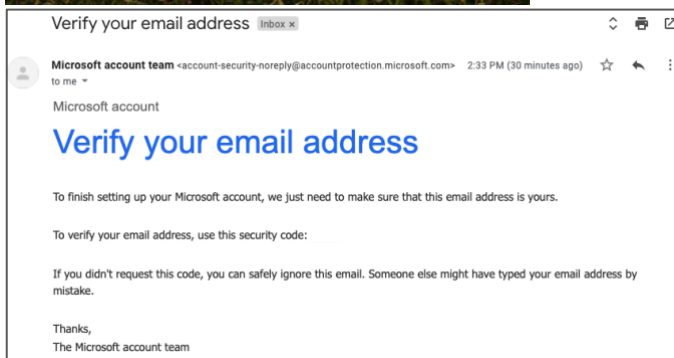 Verify your email address Inbox x
Microsoft account team <account-security-noreply@accountprotection.microsoft.com> 2:33 PM (30 minutes ago)
to me
Microsoft account
Verify your email address
To finish setting up your Microsoft account, we just need to make sure that this email address is yours.
To verify your email address, use this security code:
If you didn't request this code, you can safely ignore this email. Someone else might have typed your email address by
mistake.
Thanks,
The Microsoft account team